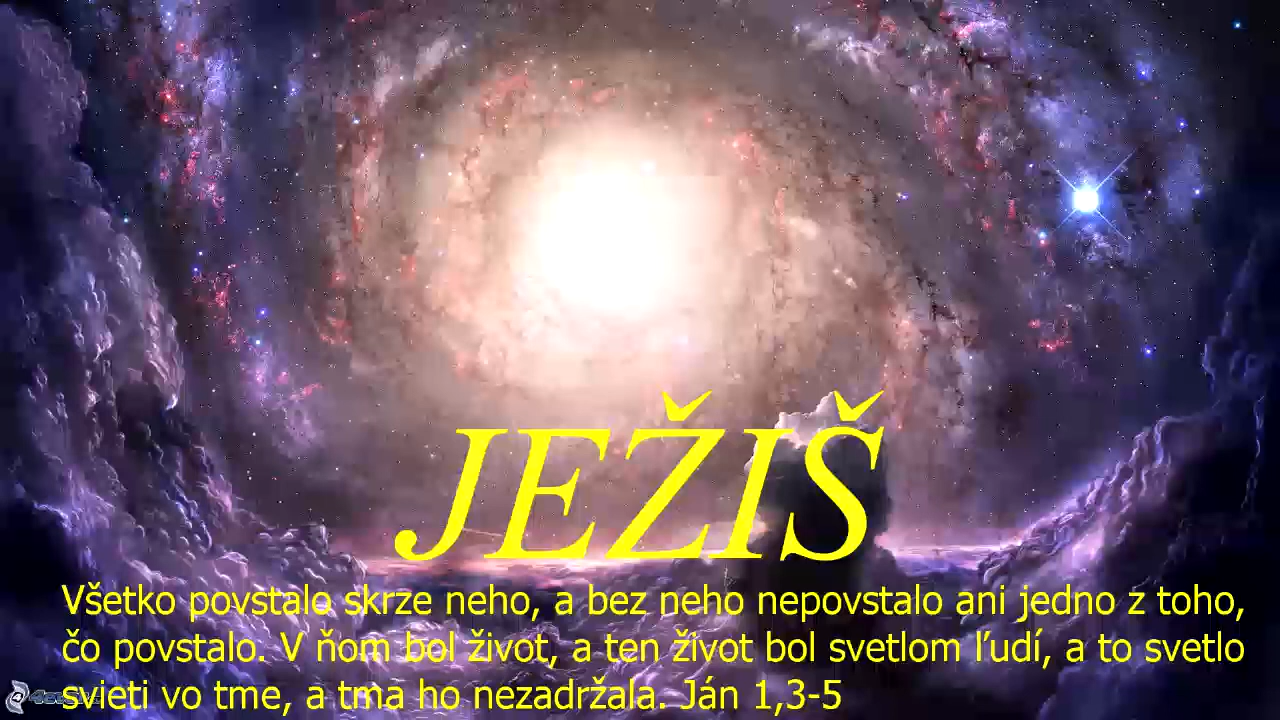 JEŽIŠ
Všetko povstalo skrze neho, a bez neho nepovstalo ani jedno z toho,
čo povstalo. V ňom bol život, a ten život bol svetlom ľudí, a to svetlo
svieti vo tme, a tma ho nezadržala. Ján 1,3-5